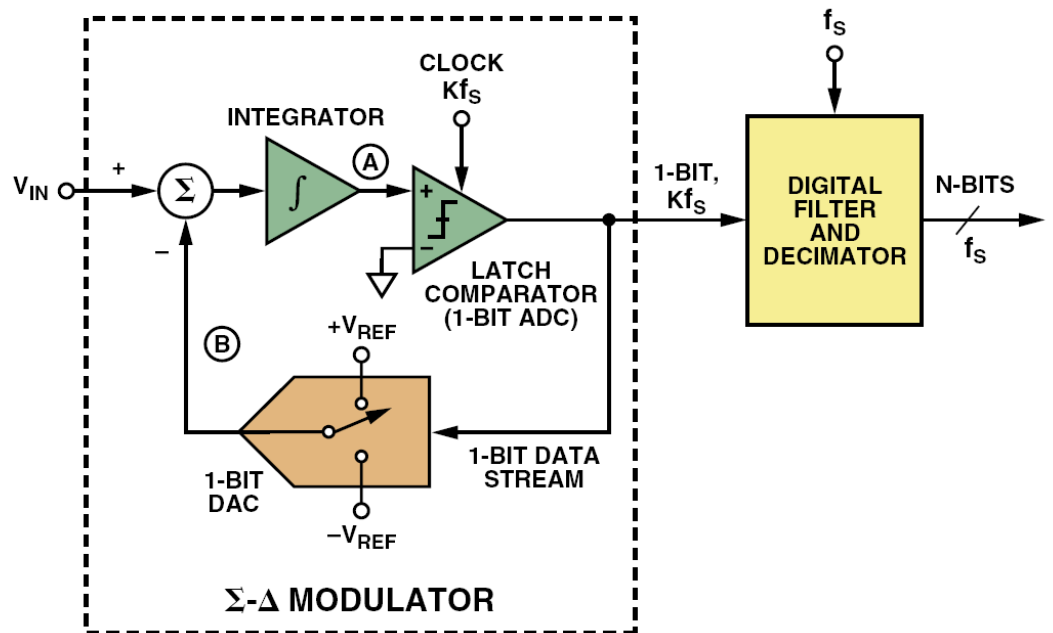 CLOCK
Kf_S
f_S
INTEGRATOR
A
V_IN
+
Σ
∫
+
–
–
1-BIT,
Kf_S
DIGITAL
FILTER
AND
DECIMATOR
N-BITS
f_S
LATCH
COMPARATOR
(1-BIT ADC)
B
+V_REF
1-BIT
DAC
–V_REF
1-BIT DATA
STREAM
Σ-Δ MODULATOR